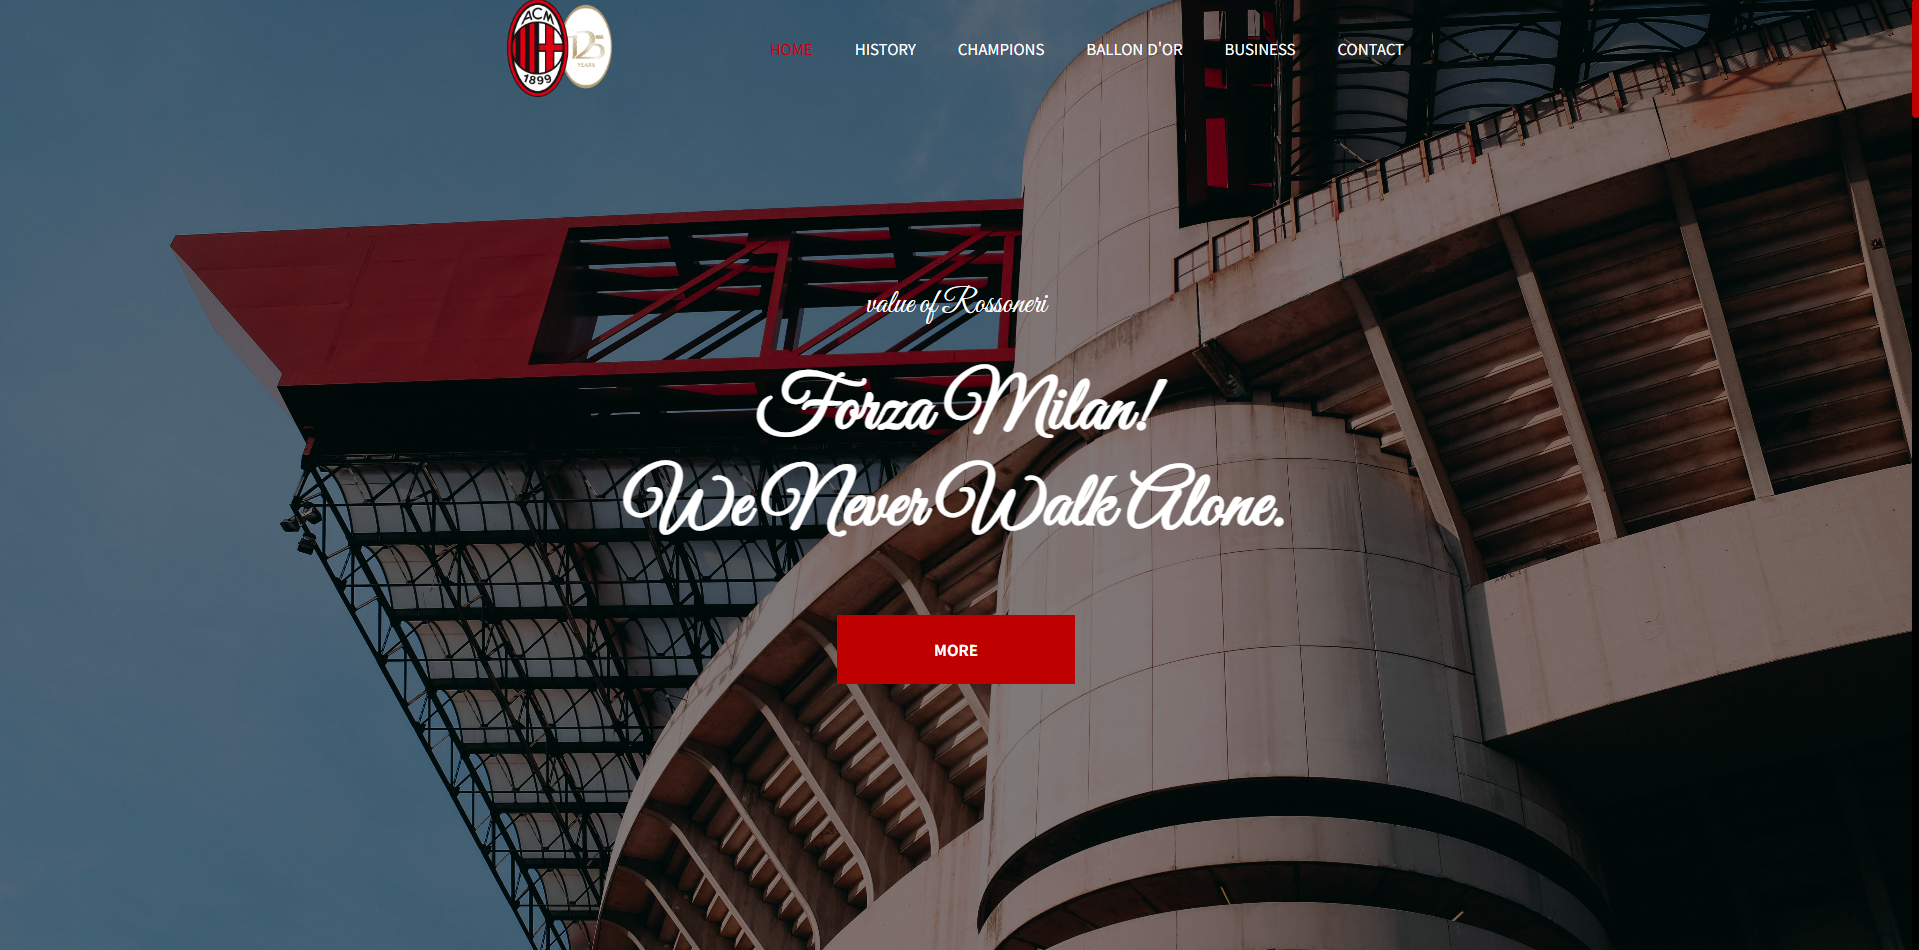 ACM
1899
125
YEARS
HOME HISTORY CHAMPIONS BALLON D'OR BUSINESS CONTACT
value of Rossoneri
Forza Milan!
We Never Walk Alone.
MORE